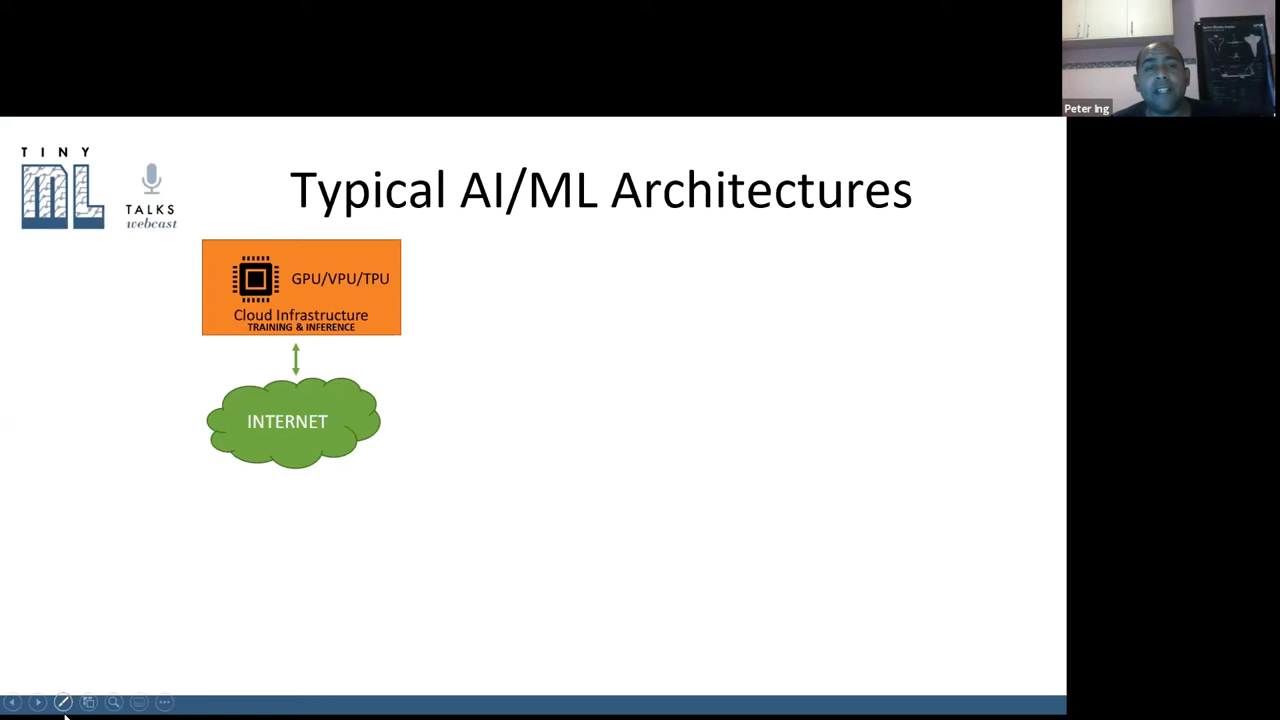 Peter Ing
TINY
ML
TALKS
webcast
Typical AI/ML Architectures
GPU/VPU/TPU
Cloud Infrastructure
TRAINING & INFERENCE
INTERNET